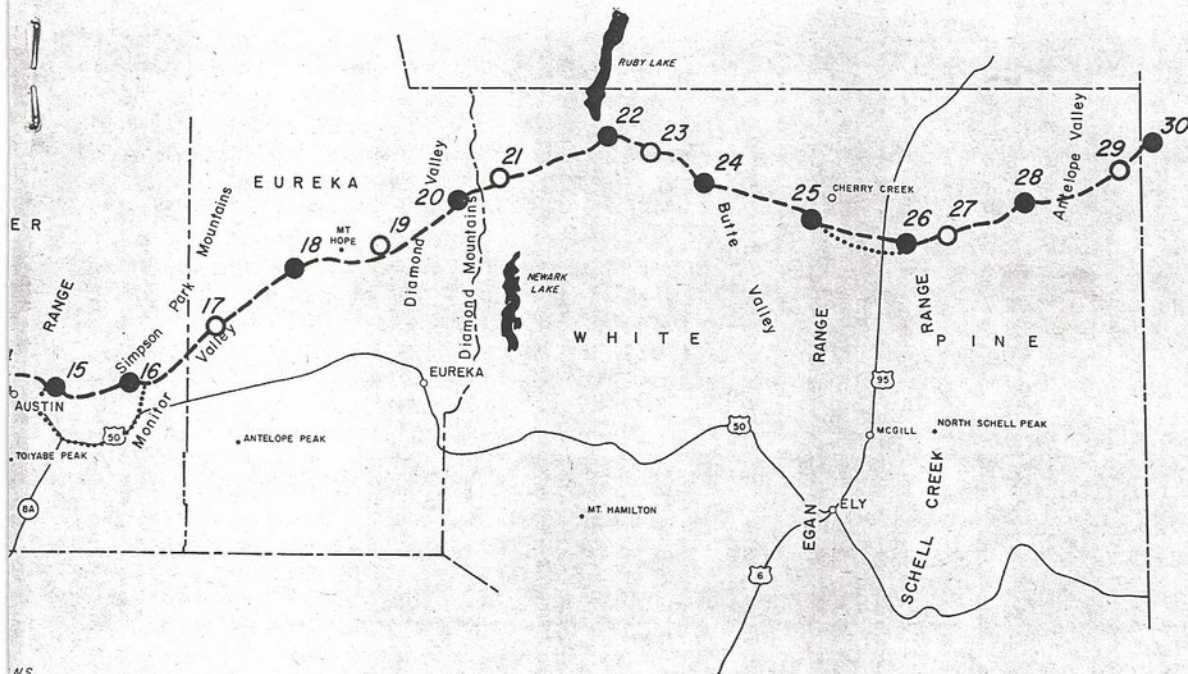 RUBY LAKE
22
23
21
24
20
Valley
EUREKA
Mountains
Park
Simpson
MT HOPE
19
18
Diamond
Diamond Mountains
NEWARK LAKE
Butte
Valley
25
CHERRY CREEK
26
27
28
Antelope Valley
29
30
ER
RANGE
17
Valley
Monitor
15
16
AUSTIN
50
TOIYABE PEAK
8A
ANTELOPE PEAK
EUREKA
WHITE
PINE
RANGE
RANGE
95
MCGILL
NORTH SCHELL PEAK
50
MT. HAMILTON
EGAN
ELY
SCHELL CREEK
6
NS